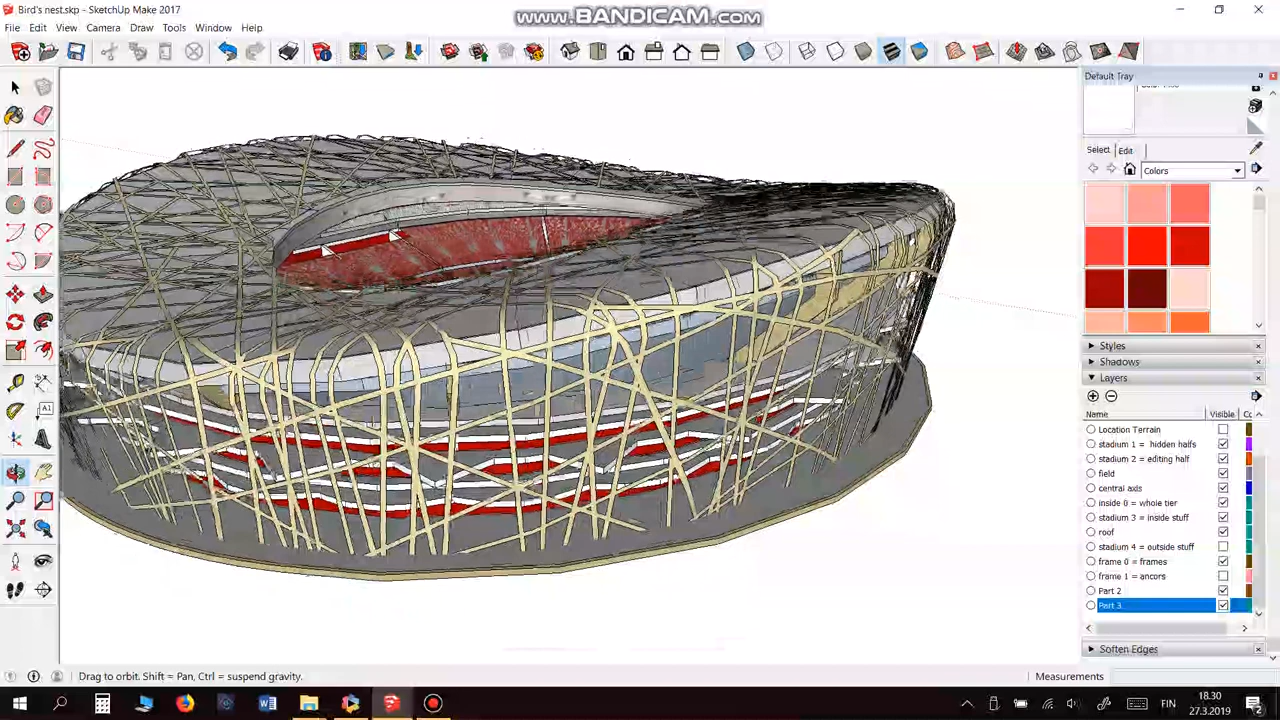 Bird's nest.skp - SketchUp Make 2017
www.BANDICAM.com
File Edit View Camera Draw Tools Window Help
Default Tray
Select Edit
Colors
Styles
Shadows
Layers
Name Visible Co
Location Terrain
stadium 1 = hidden halfs
stadium 2 = editing half
field
central axis
inside 0 = whole tier
stadium 3 = inside stuff
roof
stadium 4 = outside stuff
frame 0 = frames
frame 1 = ancors
Part 2
Part 3
Soften Edges
A1
Drag to orbit. Shift = Pan, Ctrl = suspend gravity.
Measurements
FIN
18.30
27.3.2019
2